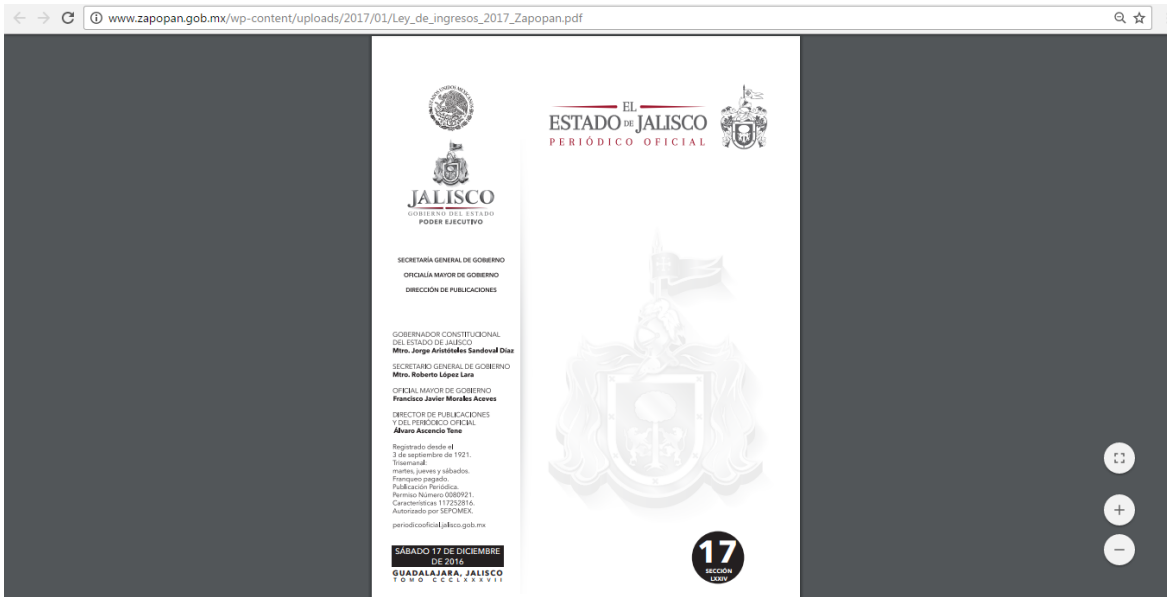 www.zapopan.gob.mx/wp-content/uploads/2017/01/Ley_de_ingresos_2017_Zapopan.pdf
ESTADOS UNIDOS MEXICANOS
EL
ESTADO DE JALISCO
PERIÓDICO OFICIAL
JALISCO
GOBIERNO DEL ESTADO
PODER EJECUTIVO
SECRETARÍA GENERAL DE GOBIERNO
OFICIALÍA MAYOR DE GOBIERNO
DIRECCIÓN DE PUBLICACIONES
GOBERNADOR CONSTITUCIONAL
DEL ESTADO DE JALISCO
Mtro. Jorge Aristóteles Sandoval Díaz
SECRETARIO GENERAL DE GOBIERNO
Mtro. Roberto López Lara
OFICIAL MAYOR DE GOBIERNO
Francisco Javier Morales Aceves
DIRECTOR DE PUBLICACIONES
Y DEL PERIÓDICO OFICIAL
Álvaro Ascencio Tene
Registrado desde el
3 de septiembre de 1921.
Trisemanal:
martes, jueves y sábados.
Franqueo pagado.
Publicación Periódica.
Permiso Número 0080921.
Características 117252816.
Autorizado por SEPOMEX.
periodicooficial.jalisco.gob.mx
SÁBADO 17 DE DICIEMBRE
DE 2016
GUADALAJARA, JALISCO
TOMO CCCLXXXVII
17
SECCIÓN
LXXIV